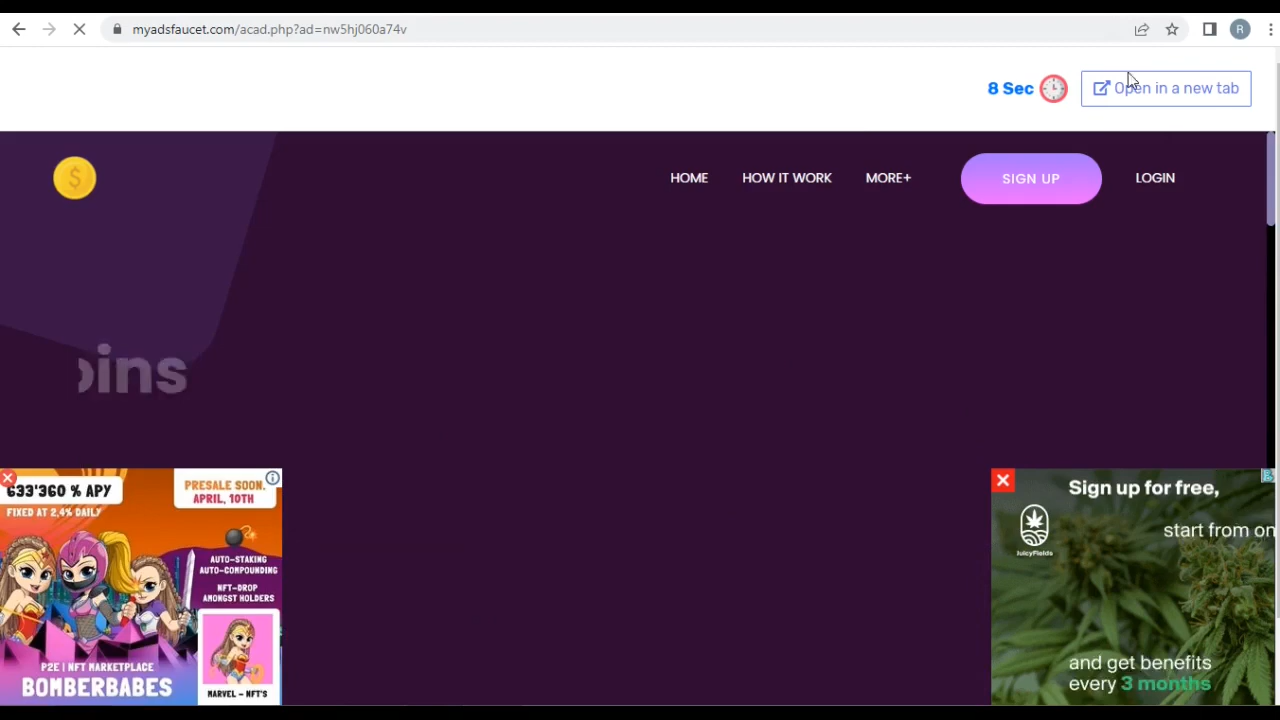 myadsfaucet.com/acad.php?ad=nw5hj060a74v
R
8 Sec
Open in a new tab
$
HOME
HOW IT WORK
MORE+
SIGN UP
LOGIN
oins
633'360 % APY
FIXED AT 2,4% DAILY
PRESALE SOON.
APRIL, 10TH
AUTO-STAKING
AUTO-COMPOUNDING
NFT-DROP
AMONGST HOLDERS
P2E | NFT MARKETPLACE
BOMBERBABES
MARVEL - NFT'S
Sign up for free,
JuicyFields
start from on
and get benefits
every 3 months